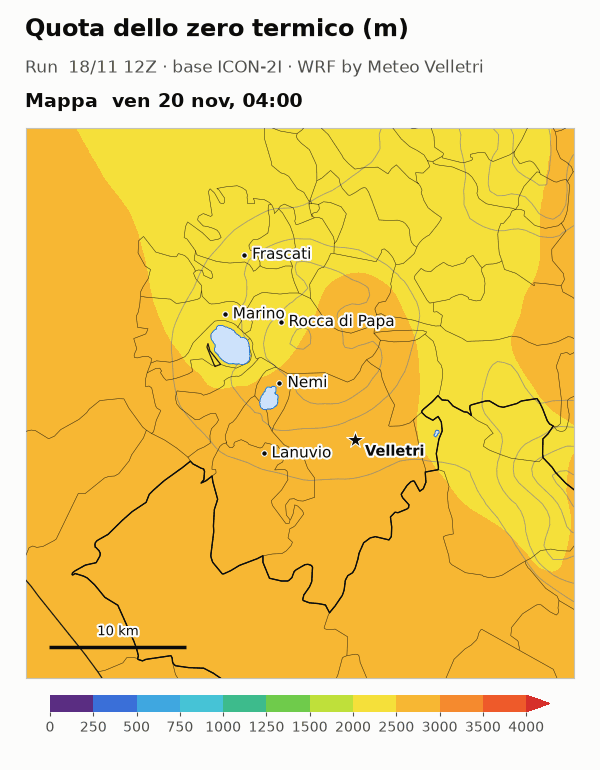 Quota dello zero termico (m)
Run  18/11 12Z · base ICON-2I · WRF by Meteo Velletri
Mappa  ven 20 nov, 04:00
Frascati
Marino
Rocca di Papa
Nemi
Velletri
Lanuvio
10 km
0 250 500 750 1000 1250 1500 2000 2500 3000 3500 4000